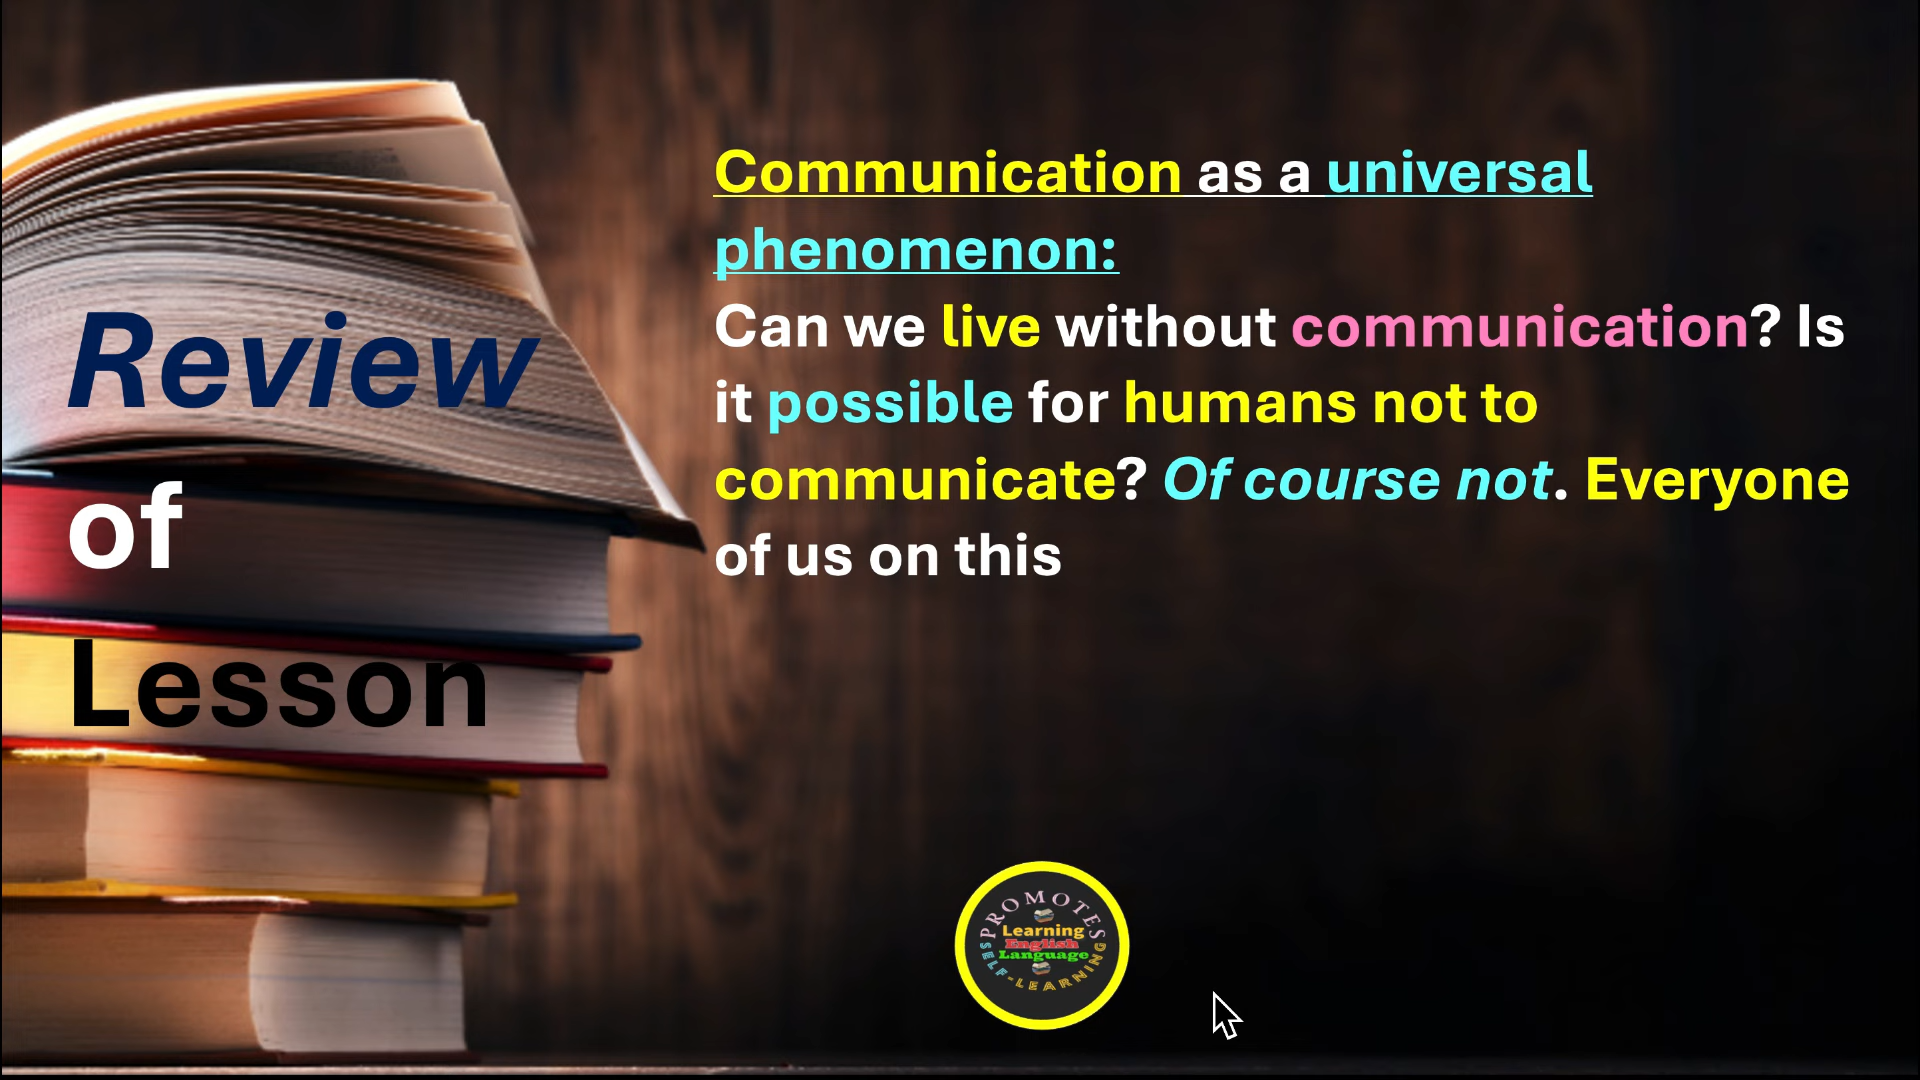 Review
of
Lesson
Communication as a universal
phenomenon:
Can we live without communication? Is
it possible for humans not to
communicate? Of course not. Everyone
of us on this
PROMOTES
Learning
English
Language
SELF-LEARNING